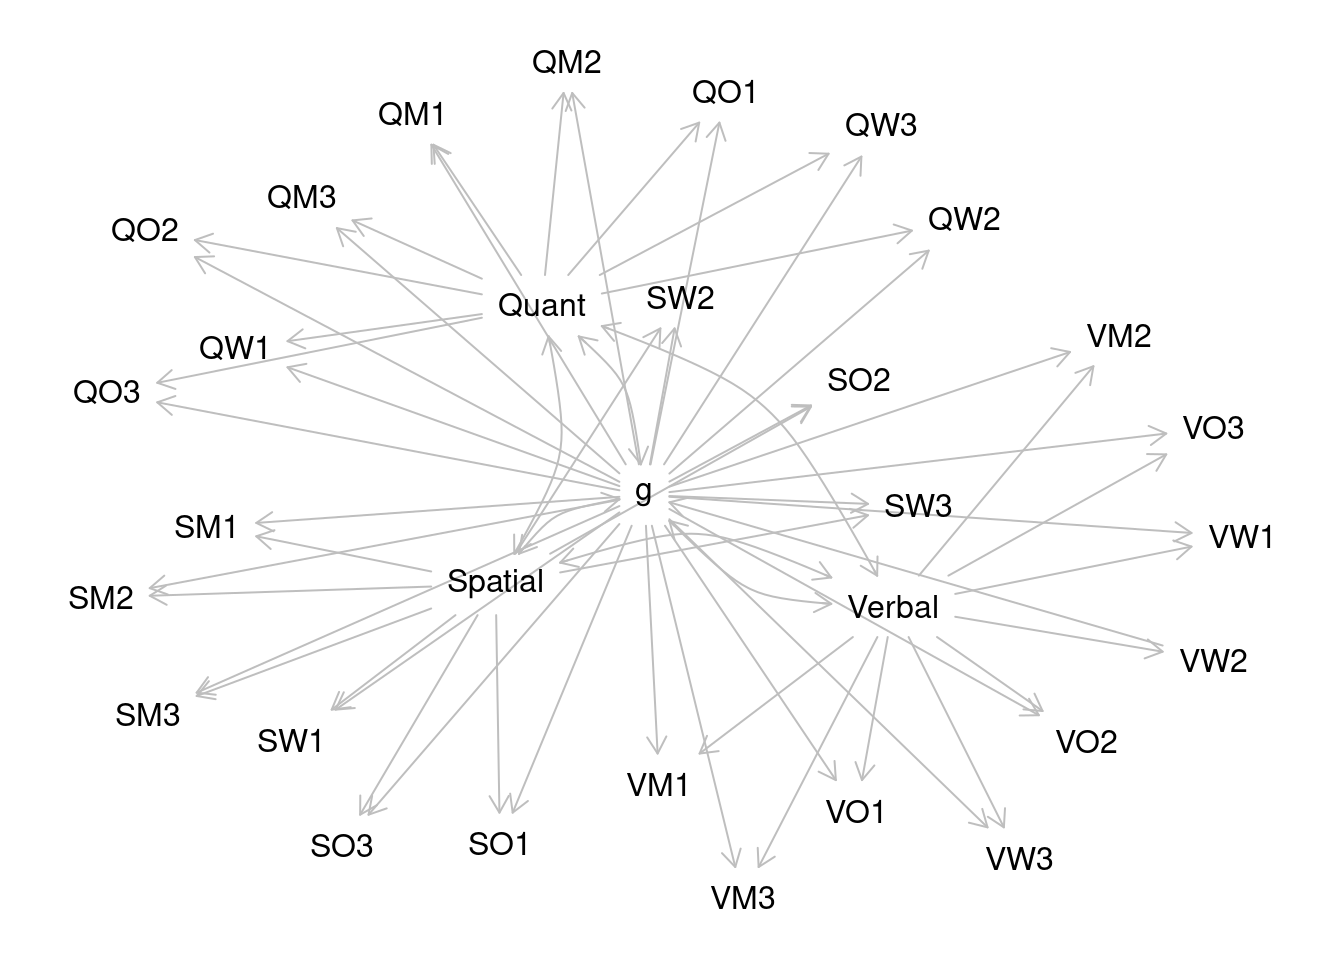 QM2
QO1
QM1
QW3
QM3
QW2
QO2
Quant
SW2
VM2
QW1
SO2
QO3
VO3
g
SW3
SM1
VW1
Spatial
SM2
Verbal
VW2
SM3
SW1
VO2
VM1
VO1
SO3
SO1
VW3
VM3